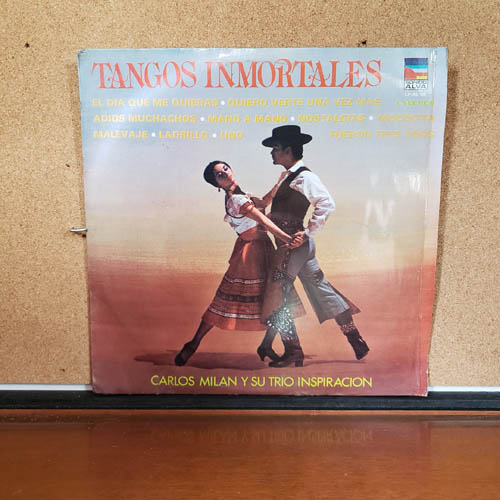 TANGOS INMORTALES
EL DIA QUE ME QUIERAS • QUIERO VERTE UNA VEZ MAS
ADIOS MUCHACHOS • MANO A MANO • NOSTALGIAS •
MALEVAJE • LADRILLO • UNO
ALVA
CARLOS MILAN Y SU TRIO INSPIRACION